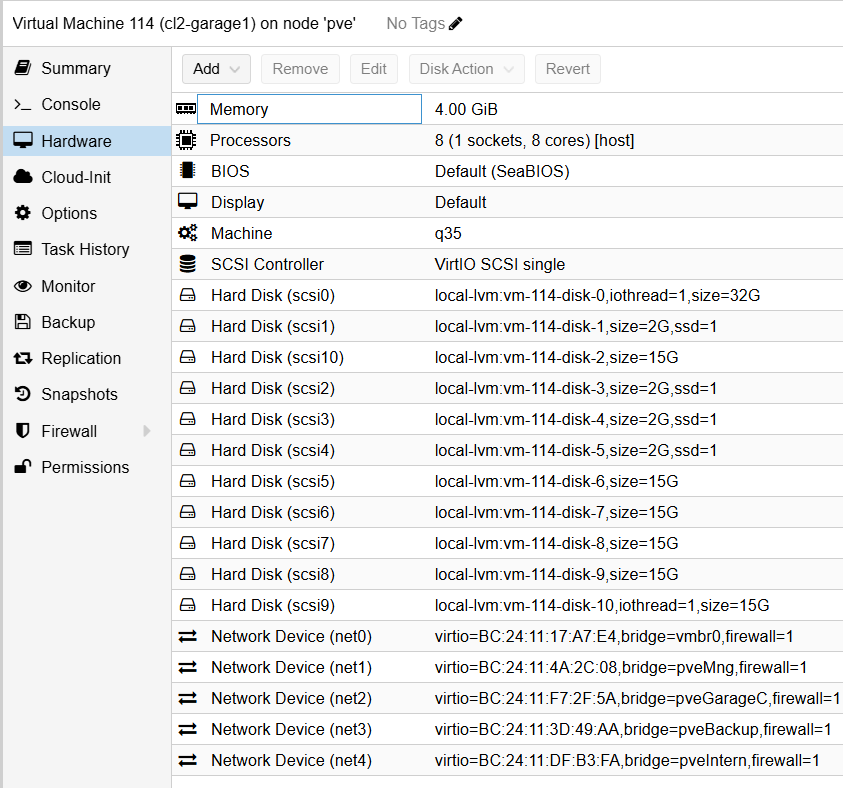 Virtual Machine 114 (cl2-garage1) on node 'pve' No Tags
Summary
Console
Hardware
Cloud-Init
Options
Task History
Monitor
Backup
Replication
Snapshots
Firewall
Permissions
Add Remove Edit Disk Action Revert
Memory 4.00 GiB
Processors 8 (1 sockets, 8 cores) [host]
BIOS Default (SeaBIOS)
Display Default
Machine q35
SCSI Controller VirtIO SCSI single
Hard Disk (scsi0) local-lvm:vm-114-disk-0,iothread=1,size=32G
Hard Disk (scsi1) local-lvm:vm-114-disk-1,size=2G,ssd=1
Hard Disk (scsi10) local-lvm:vm-114-disk-2,size=15G
Hard Disk (scsi2) local-lvm:vm-114-disk-3,size=2G,ssd=1
Hard Disk (scsi3) local-lvm:vm-114-disk-4,size=2G,ssd=1
Hard Disk (scsi4) local-lvm:vm-114-disk-5,size=2G,ssd=1
Hard Disk (scsi5) local-lvm:vm-114-disk-6,size=15G
Hard Disk (scsi6) local-lvm:vm-114-disk-7,size=15G
Hard Disk (scsi7) local-lvm:vm-114-disk-8,size=15G
Hard Disk (scsi8) local-lvm:vm-114-disk-9,size=15G
Hard Disk (scsi9) local-lvm:vm-114-disk-10,iothread=1,size=15G
Network Device (net0) virtio=BC:24:11:17:A7:E4,bridge=vmbr0,firewall=1
Network Device (net1) virtio=BC:24:11:4A:2C:08,bridge=pveMng,firewall=1
Network Device (net2) virtio=BC:24:11:F7:2F:5A,bridge=pveGarageC,firewall=1
Network Device (net3) virtio=BC:24:11:3D:49:AA,bridge=pveBackup,firewall=1
Network Device (net4) virtio=BC:24:11:DF:B3:FA,bridge=pveIntern,firewall=1